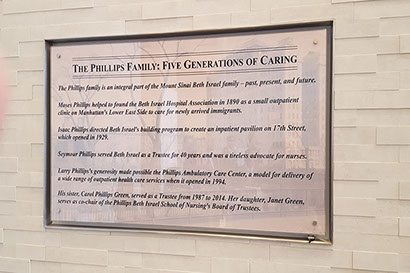 THE PHILLIPS FAMILY: FIVE GENERATIONS OF CARING
The Phillips family is an integral part of the Mount Sinai Beth Israel family – past, present, and future.
Moses Phillips helped to found the Beth Israel Hospital Association in 1890 as a small outpatient
clinic on Manhattan's Lower East Side to care for newly arrived immigrants.
Isaac Phillips directed Beth Israel's building program to create an inpatient pavilion on 17th Street,
which opened in 1929.
Seymour Phillips served Beth Israel as a Trustee for 40 years and was a tireless advocate for nurses.
Larry Phillips's generosity made possible the Phillips Ambulatory Care Center, a model for delivery of
a wide range of outpatient health care services when it opened in 1994.
His sister, Carol Phillips Green, served as a Trustee from 1987 to 2014. Her daughter, Janet Green,
serves as co-chair of the Phillips Beth Israel School of Nursing's Board of Trustees.